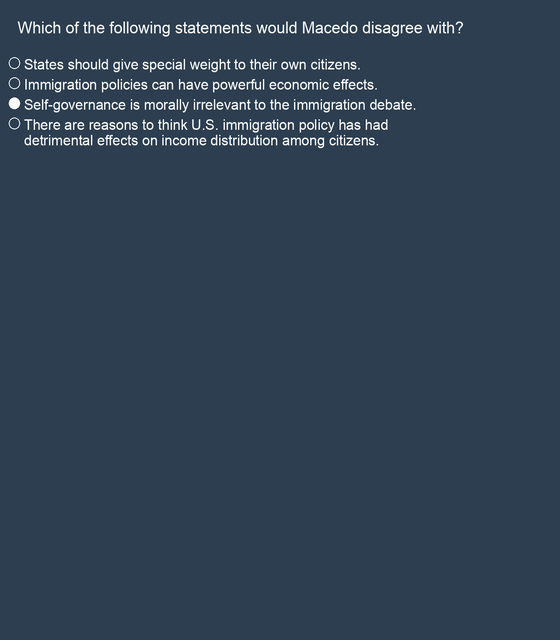 Which of the following statements would Macedo disagree with?
States should give special weight to their own citizens.
Immigration policies can have powerful economic effects.
Self-governance is morally irrelevant to the immigration debate.
There are reasons to think U.S. immigration policy has had
detrimental effects on income distribution among citizens.